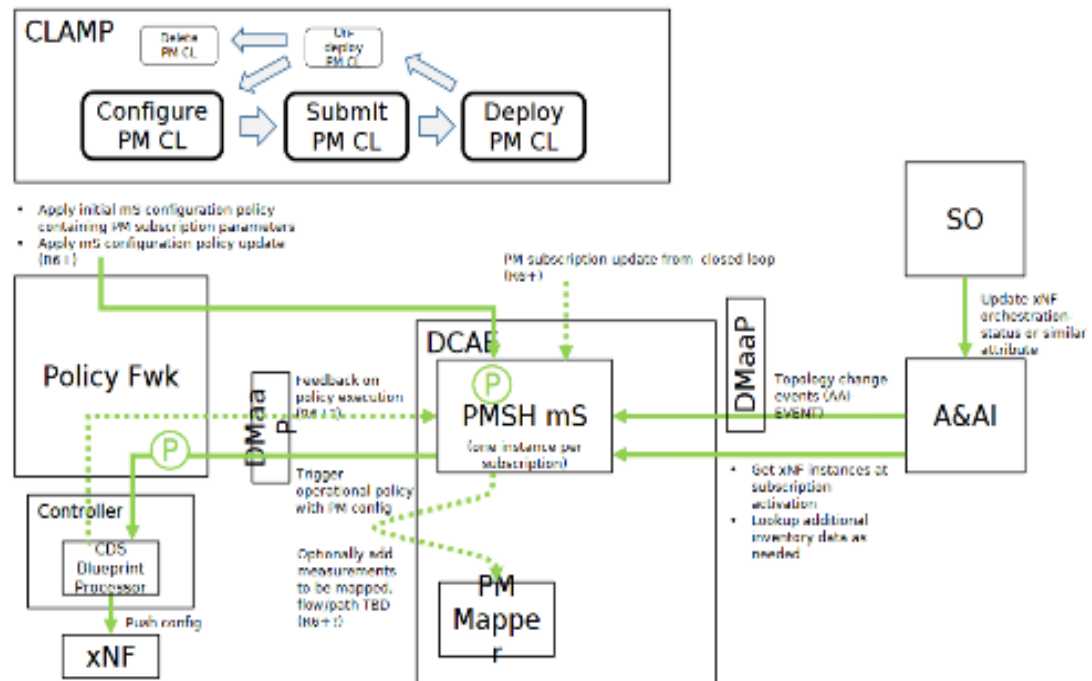 CLAMP
Delete
PM CL
Un-
deploy
PM CL
Configure
PM CL
Submit
PM CL
Deploy
PM CL
• Apply initial mS configuration policy
containing PM subscription parameters
• Apply mS configuration policy update
(R6+)
PM subscription update from closed loop
(R6+)
SO
Update xNF
orchestration-
status or similar
attribute
Policy Fwk
DMaa
P
Feedback on
policy execution
(R6+?)
DCAE
P
PMSH mS
(one instance per
subscription)
DMaaP
Topology change
events (AAI-
EVENT)
A&AI
P
Trigger
operational policy
with PM config
• Get xNF instances at
subscription
activation
• Lookup additional
inventory data as
needed
Controller
CDS
Blueprint
Processor
Optionally add
measurements
to be mapped,
flow/path TBD
(R6+?)
PM
Mappe
r
Push config
xNF